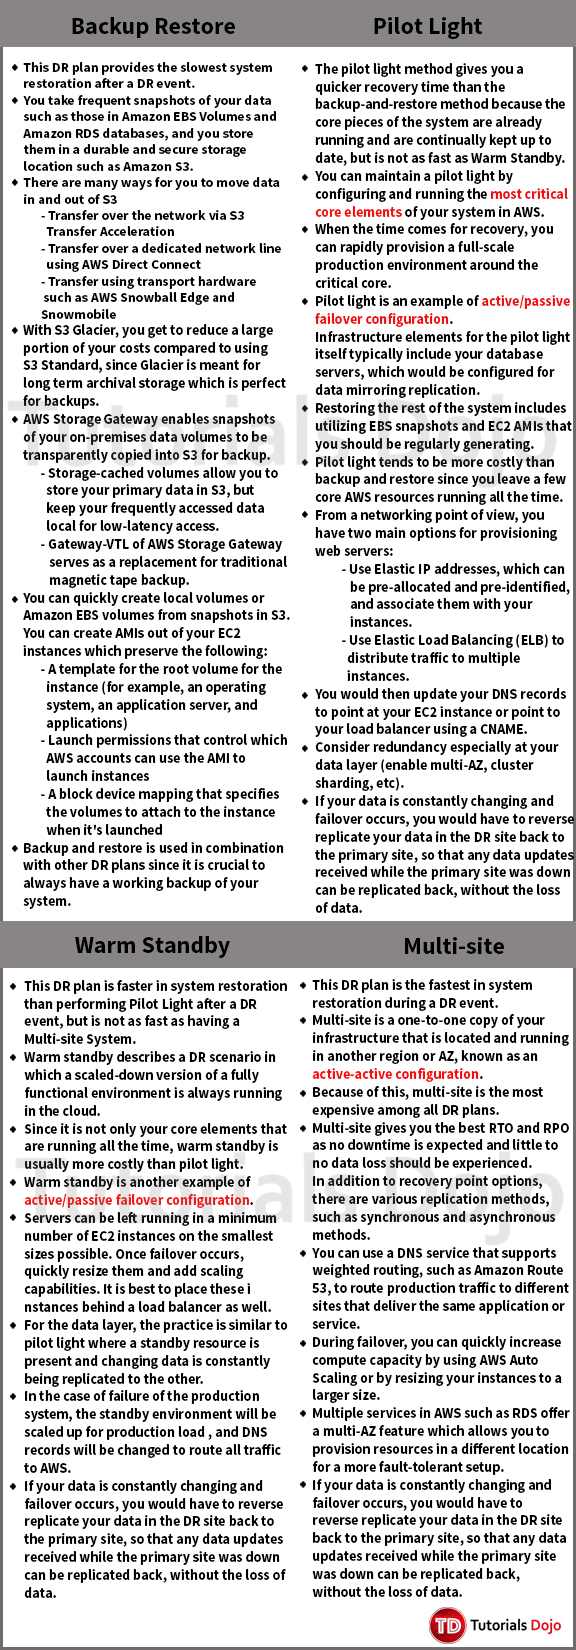 Backup Restore
This DR plan provides the slowest system
restoration after a DR event.
You take frequent snapshots of your data
such as those in Amazon EBS Volumes and
Amazon RDS databases, and you store
them in a durable and secure storage
location such as Amazon S3.
There are many ways for you to move data
in and out of S3
- Transfer over the network via S3
Transfer Acceleration
- Transfer over a dedicated network line
using AWS Direct Connect
- Transfer using transport hardware
such as AWS Snowball Edge and
Snowmobile
With S3 Glacier, you get to reduce a large
portion of your costs compared to using
S3 Standard, since Glacier is meant for
long term archival storage which is perfect
for backups.
AWS Storage Gateway enables snapshots
of your on-premises data volumes to be
transparently copied into S3 for backup.
- Storage-cached volumes allow you to
store your primary data in S3, but
keep your frequently accessed data
local for low-latency access.
- Gateway-VTL of AWS Storage Gateway
serves as a replacement for traditional
magnetic tape backup.
You can quickly create local volumes or
Amazon EBS volumes from snapshots in S3.
You can create AMIs out of your EC2
instances which preserve the following:
- A template for the root volume for the
instance (for example, an operating
system, an application server, and
applications)
- Launch permissions that control which
AWS accounts can use the AMI to
launch instances
- A block device mapping that specifies
the volumes to attach to the instance
when it's launched
Backup and restore is used in combination
with other DR plans since it is crucial to
always have a working backup of your
system.
Pilot Light
The pilot light method gives you a
quicker recovery time than the
backup-and-restore method because the
core pieces of the system are already
running and are continually kept up to
date, but is not as fast as Warm Standby.
You can maintain a pilot light by
configuring and running the most critical
core elements of your system in AWS.
When the time comes for recovery, you
can rapidly provision a full-scale
production environment around the
critical core.
Pilot light is an example of active/passive
failover configuration.
Infrastructure elements for the pilot light
itself typically include your database
servers, which would be configured for
data mirroring replication.
Restoring the rest of the system includes
utilizing EBS snapshots and EC2 AMIs that
you should be regularly generating.
Pilot light tends to be more costly than
backup and restore since you leave a few
core AWS resources running all the time.
From a networking point of view, you
have two main options for provisioning
web servers:
- Use Elastic IP addresses, which can
be pre-allocated and pre-identified,
and associate them with your
instances.
- Use Elastic Load Balancing (ELB) to
distribute traffic to multiple
instances.
You would then update your DNS records
to point at your EC2 instance or point to
your load balancer using a CNAME.
Consider redundancy especially at your
data layer (enable multi-AZ, cluster
sharding, etc).
If your data is constantly changing and
failover occurs, you would have to reverse
replicate your data in the DR site back to
the primary site, so that any data updates
received while the primary site was down
can be replicated back, without the loss
of data.
Tutorials Dojo
Warm Standby
This DR plan is faster in system restoration
than performing Pilot Light after a DR
event, but is not as fast as having a
Multi-site System.
Warm standby describes a DR scenario in
which a scaled-down version of a fully
functional environment is always running
in the cloud.
Since it is not only your core elements that
are running all the time, warm standby is
usually more costly than pilot light.
Warm standby is another example of
active/passive failover configuration.
Servers can be left running in a minimum
number of EC2 instances on the smallest
sizes possible. Once failover occurs,
quickly resize them and add scaling
capabilities. It is best to place these i
nstances behind a load balancer as well.
For the data layer, the practice is similar to
pilot light where a standby resource is
present and changing data is constantly
being replicated to the other.
In the case of failure of the production
system, the standby environment will be
scaled up for production load , and DNS
records will be changed to route all traffic
to AWS.
If your data is constantly changing and
failover occurs, you would have to reverse
replicate your data in the DR site back to
the primary site, so that any data updates
received while the primary site was down
can be replicated back, without the loss of
data.
Multi-site
This DR plan is the fastest in system
restoration during a DR event.
Multi-site is a one-to-one copy of your
infrastructure that is located and running
in another region or AZ, known as an
active-active configuration.
Because of this, multi-site is the most
expensive among all DR plans.
Multi-site gives you the best RTO and RPO
as no downtime is expected and little to
no data loss should be experienced.
In addition to recovery point options,
there are various replication methods,
such as synchronous and asynchronous
methods.
You can use a DNS service that supports
weighted routing, such as Amazon Route
53, to route production traffic to different
sites that deliver the same application or
service.
During failover, you can quickly increase
compute capacity by using AWS Auto
Scaling or by resizing your instances to a
larger size.
Multiple services in AWS such as RDS offer
a multi-AZ feature which allows you to
provision resources in a different location
for a more fault-tolerant setup.
If your data is constantly changing and
failover occurs, you would have to
reverse replicate your data in the DR site
back to the primary site, so that any data
updates received while the primary site
was down can be replicated back,
without the loss of data.
Tutorials Dojo
TD Tutorials Dojo